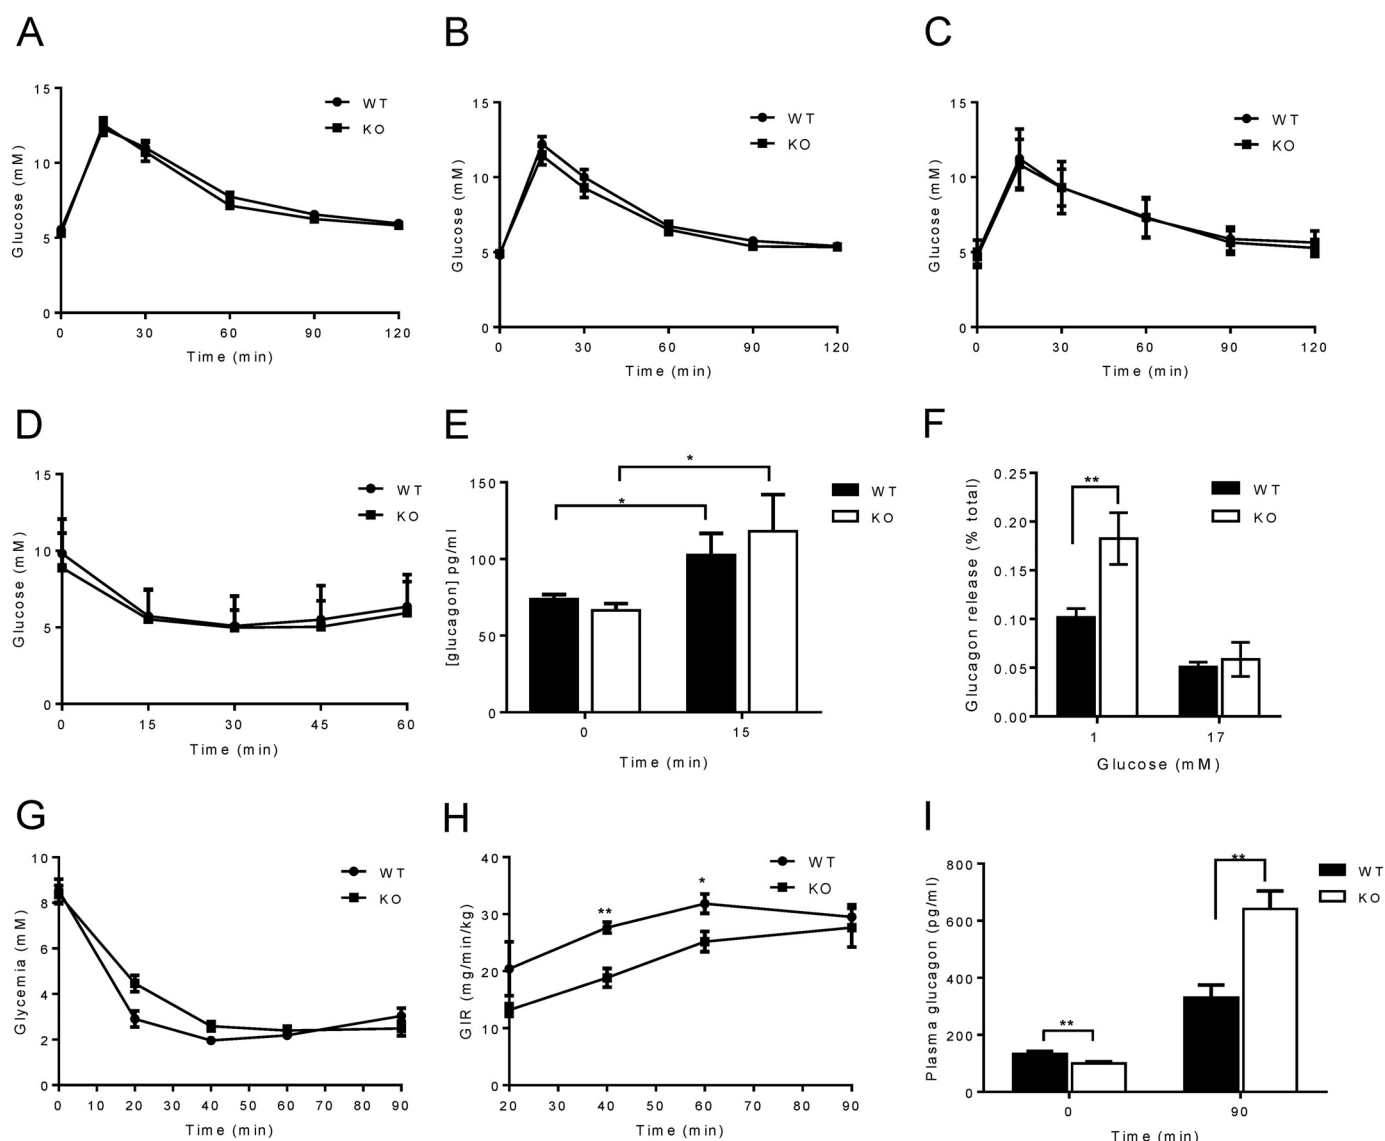 A
15
10
5
0
Glucose (mM)
WT
KO
0 30 60 90 120
Time (min)
B
15
10
5
0
Glucose (mM)
WT
KO
0 30 60 90 120
Time (min)
C
15
10
5
0
Glucose (mM)
WT
KO
0 30 60 90 120
Time (min)
D
15
10
5
0
Glucose (mM)
WT
KO
0 15 30 45 60
Time (min)
E
150
100
50
0
[glucagon] pg/ml
*
*
WT
KO
0 15
Time (min)
F
0.25
0.20
0.15
0.10
0.05
0.00
Glucagon release (% total)
**
WT
KO
1 17
Glucose (mM)
G
10
8
6
4
2
0
Glycemia (mM)
WT
KO
0 10 20 30 40 50 60 70 80 90
Time (min)
H
40
30
20
10
0
GIR (mg/min/kg)
**
*
WT
KO
20 30 40 50 60 70 80 90
Time (min)
I
800
600
400
200
0
Plasma glucagon (pg/ml)
**
**
WT
KO
0 90
Time (min)